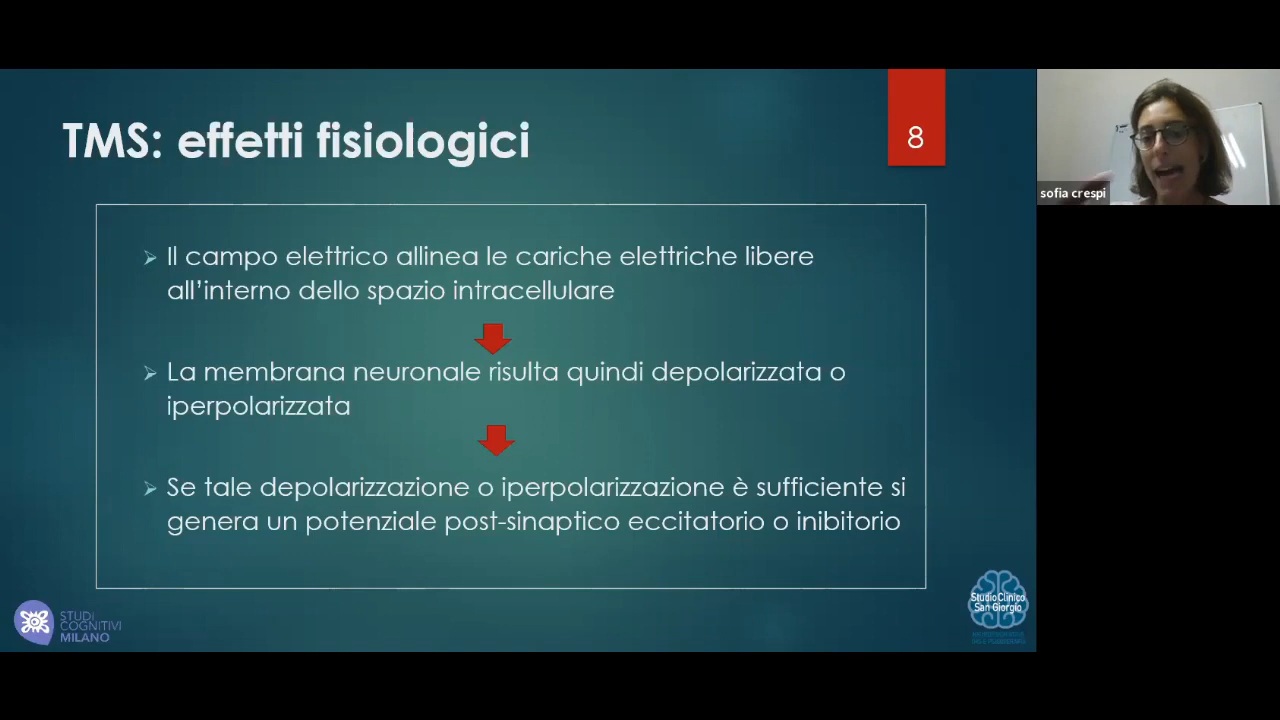 TMS: effetti fisiologici
8
sofia crespi
Il campo elettrico allinea le cariche elettriche libere
all'interno dello spazio intracellulare
La membrana neuronale risulta quindi depolarizzata o
iperpolarizzata
Se tale depolarizzazione o iperpolarizzazione è sufficiente si
genera un potenziale post-sinaptico eccitatorio o inibitorio
STUDI
COGNITIVI
MILANO
Studio Clinico
San Giorgio